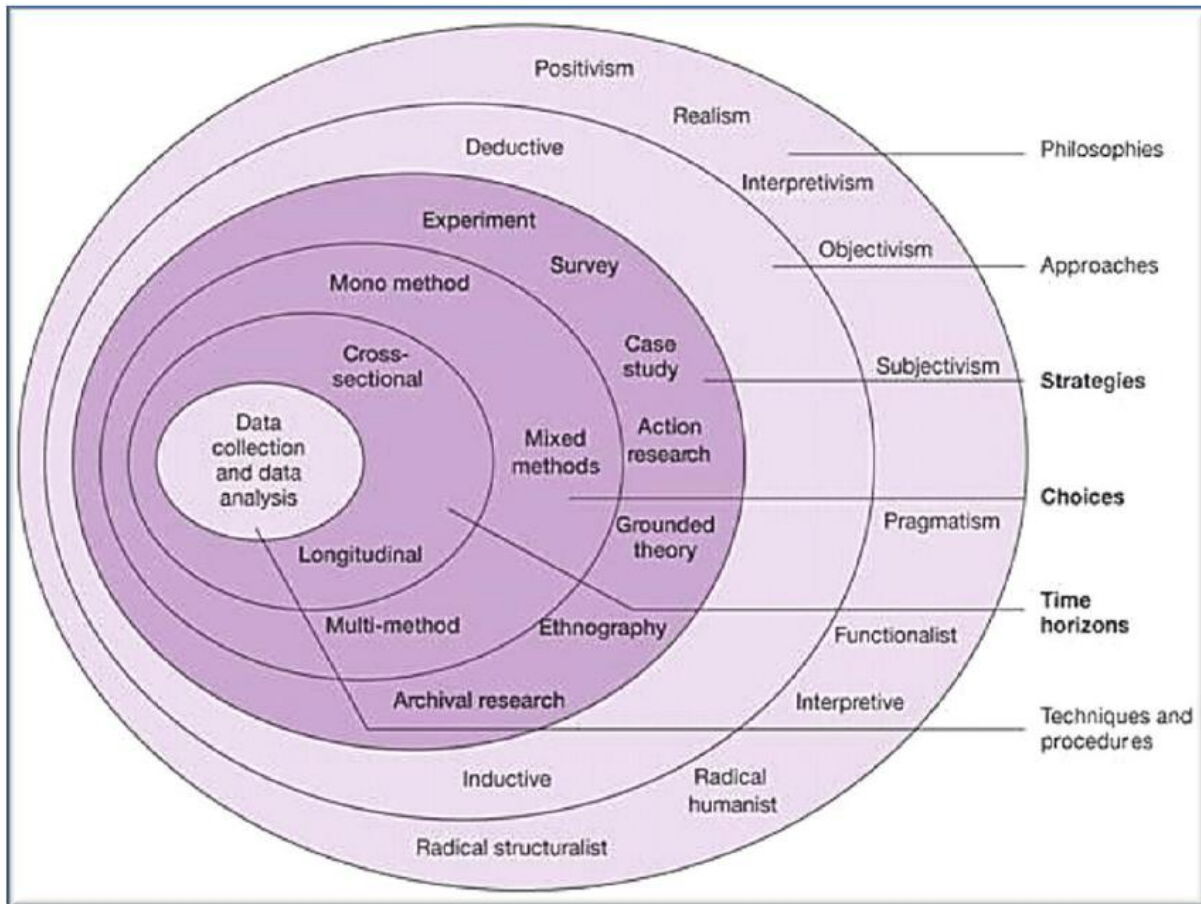 Positivism
Realism
Philosophies
Deductive
Interpretivism
Experiment
Objectivism
Survey
Approaches
Mono method
Case
study
Cross-
sectional
Subjectivism
Strategies
Data
collection
and data
analysis
Mixed
methods
Action
research
Choices
Pragmatism
Grounded
theory
Longitudinal
Time
horizons
Multi-method
Ethnography
Functionalist
Archival research
Interpretive
Techniques and
procedures
Inductive
Radical
humanist
Radical structuralist